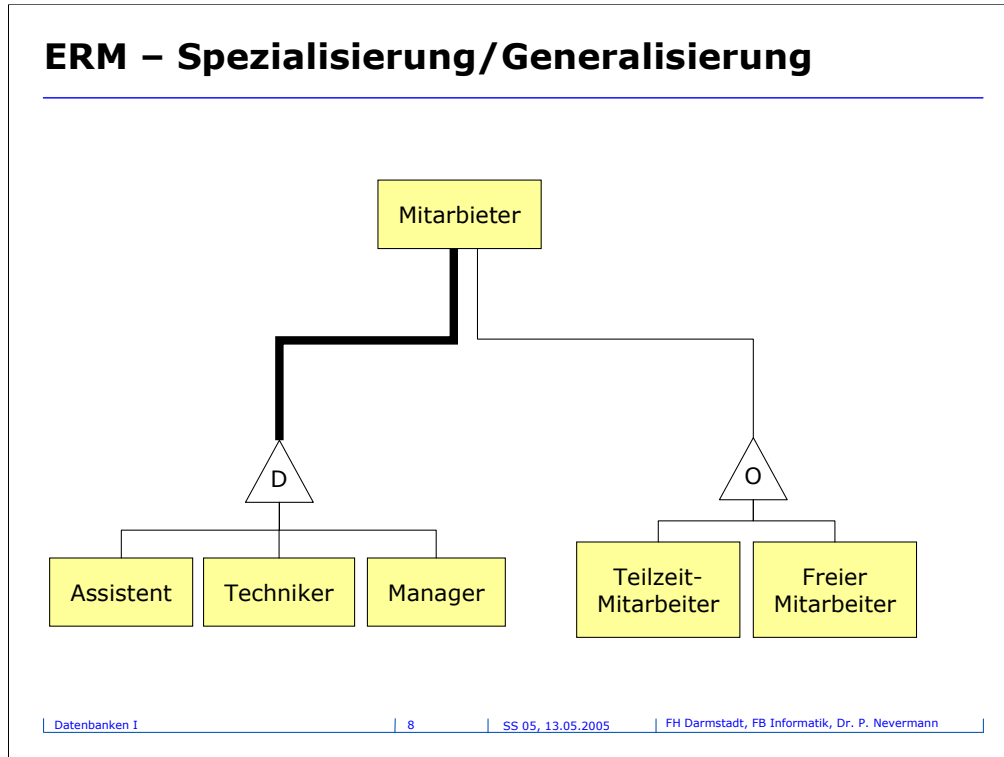 ERM – Spezialisierung/Generalisierung
Mitarbieter
D
O
Assistent
Techniker
Manager
Teilzeit-
Mitarbeiter
Freier
Mitarbeiter
Datenbanken I
8
SS 05, 13.05.2005
FH Darmstadt, FB Informatik, Dr. P. Nevermann